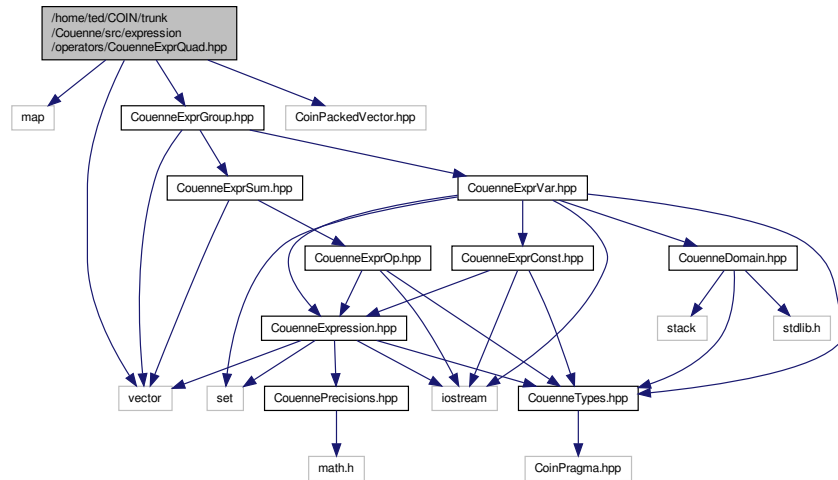 /home/ted/COIN/trunk
/Couenne/src/expression
/operators/CouenneExprQuad.hpp
map
CouenneExprGroup.hpp
CoinPackedVector.hpp
CouenneExprSum.hpp
CouenneExprVar.hpp
CouenneExprOp.hpp
CouenneExprConst.hpp
CouenneDomain.hpp
CouenneExpression.hpp
stack
stdlib.h
vector
set
CouennePrecisions.hpp
iostream
CouenneTypes.hpp
math.h
CoinPragma.hpp